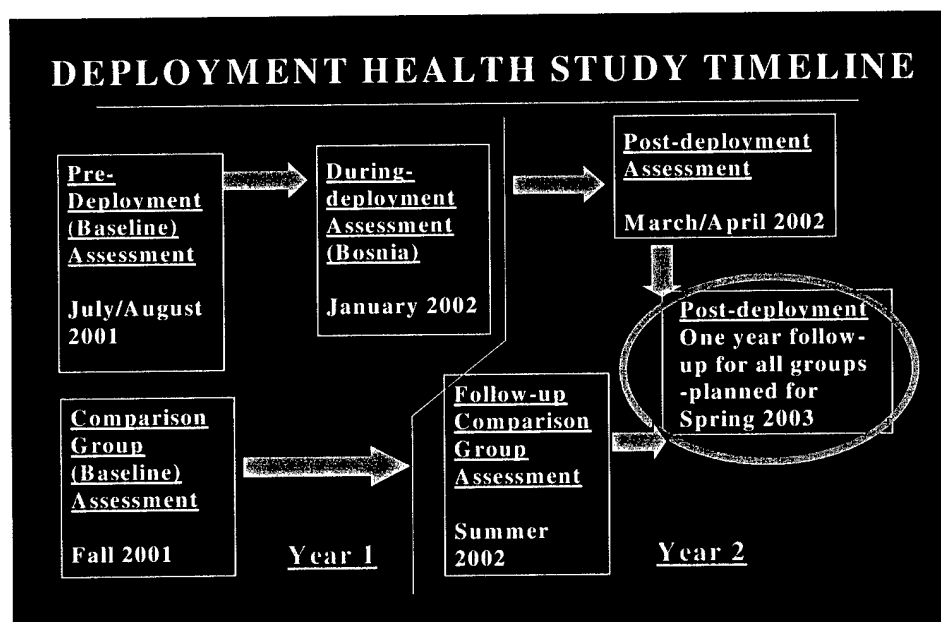 DEPLOYMENT HEALTH STUDY TIMELINE
Pre-
Deployment
(Baseline)
Assessment
July/August
2001
During-
deployment
Assessment
(Bosnia)
January 2002
Post-deployment
Assessment
March/April 2002
Post-deployment
One year follow-
up for all groups
-planned for
Spring 2003
Comparison
Group
(Baseline)
Assessment
Fall 2001
Year 1
Follow-up
Comparison
Group
Assessment
Summer
2002
Year 2